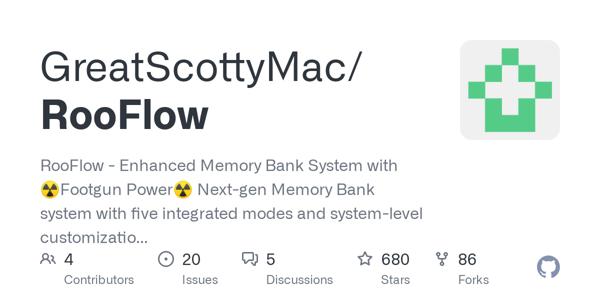 GreatScottyMac/
RooFlow
RooFlow - Enhanced Memory Bank System with
☢️Footgun Power☢️ Next-gen Memory Bank
system with five integrated modes and system-level
customizatio...
4 20 5 680 86
Contributors Issues Discussions Stars Forks